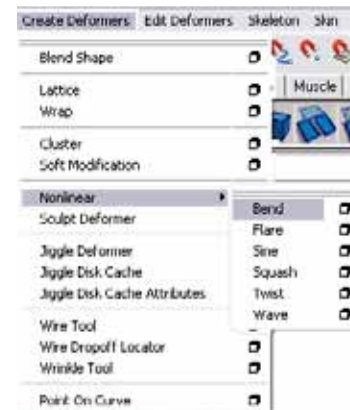 Create Deformers Edit Deformers Skeleton Skin
Blend Shape
Muscle
Lattice
Wrap
Cluster
Soft Modification
Nonlinear
Bend
Sculpt Deformer
Flare
Jiggle Deformer
Sine
Jiggle Disk Cache
Squash
Jiggle Disk Cache Attributes
Twist
Wave
Wire Tool
Wire Dropoff Locator
Wrinkle Tool
Point On Curve